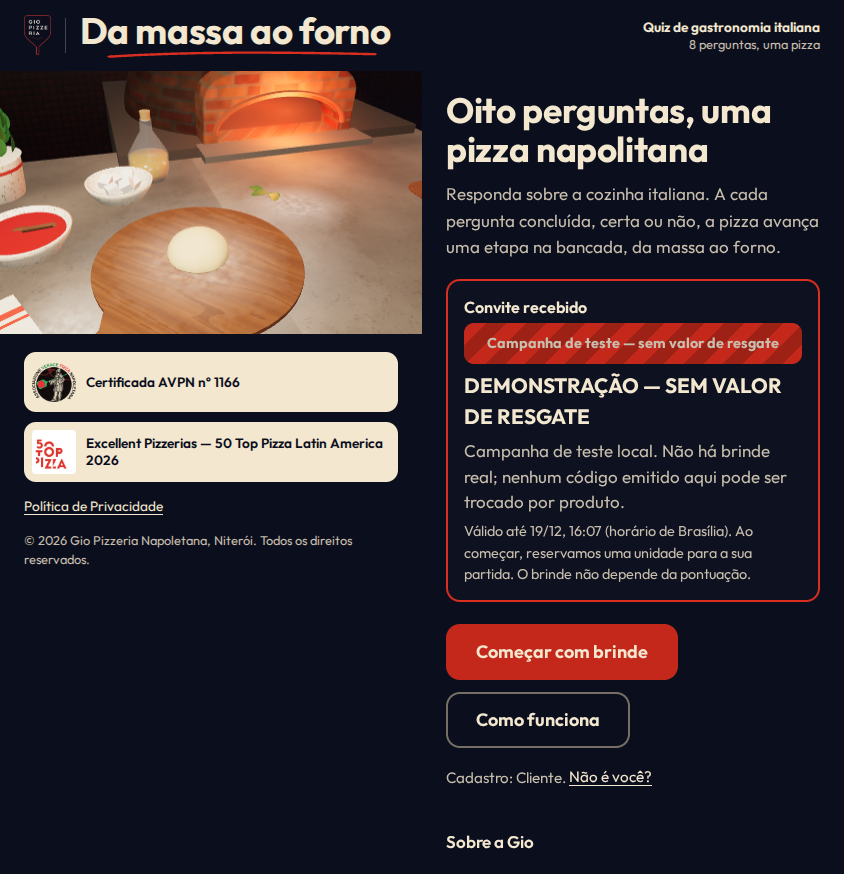 GIO
PIZZE
RIA
Da massa ao forno
Quiz de gastronomia italiana
8 perguntas, uma pizza
Oito perguntas, uma
pizza napolitana
Responda sobre a cozinha italiana. A cada
pergunta concluída, certa ou não, a pizza avança
uma etapa na bancada, da massa ao forno.
Convite recebido
Campanha de teste — sem valor de resgate
DEMONSTRAÇÃO — SEM VALOR
DE RESGATE
Campanha de teste local. Não há brinde
real; nenhum código emitido aqui pode ser
trocado por produto.
Válido até 19/12, 16:07 (horário de Brasília). Ao
começar, reservamos uma unidade para a sua
partida. O brinde não depende da pontuação.
Começar com brinde
Como funciona
Cadastro: Cliente. Não é você?
Sobre a Gio
Certificada AVPN nº 1166
50
TOP
PIZZA
Excellent Pizzerias — 50 Top Pizza Latin America
2026
Política de Privacidade
© 2026 Gio Pizzeria Napoletana, Niterói. Todos os direitos
reservados.